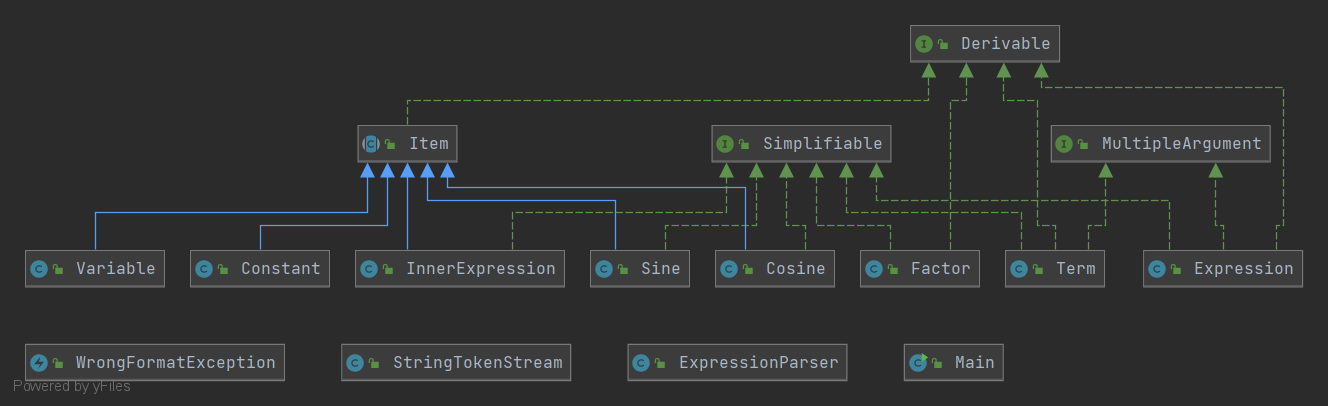 Derivable
Item
Simplifiable
MultipleArgument
Variable
Constant
InnerExpression
Sine
Cosine
Factor
Term
Expression
WrongFormatException
StringTokenStream
ExpressionParser
Main
Powered by yFiles